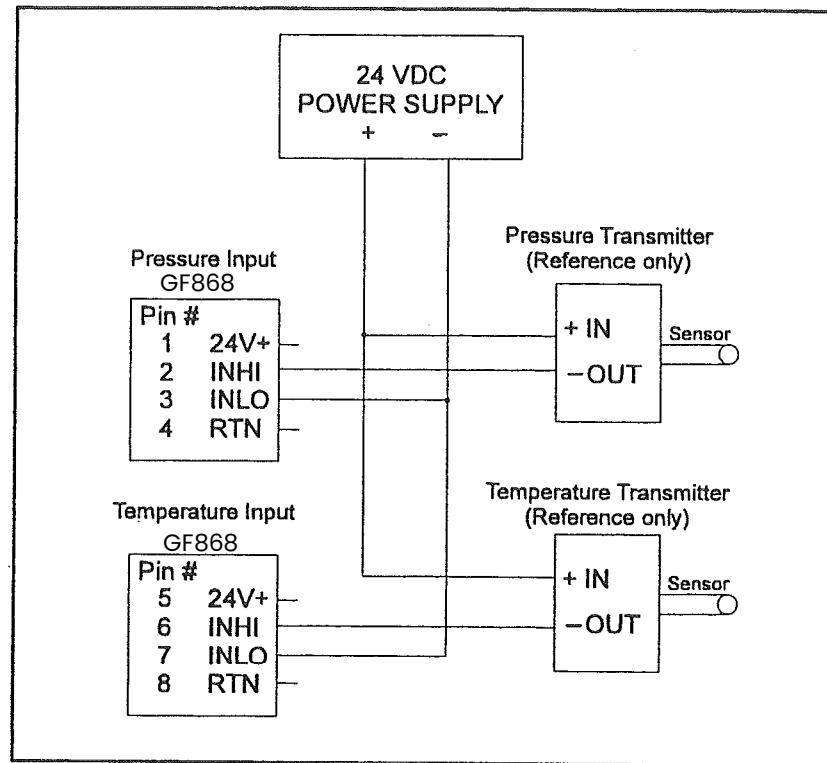 24 VDC
POWER SUPPLY
+ −
Pressure Input
GF868
Pin #
1 24V+
2 INHI
3 INLO
4 RTN
Pressure Transmitter
(Reference only)
+ IN
−OUT
Sensor
Temperature Input
GF868
Pin #
5 24V+
6 INHI
7 INLO
8 RTN
Temperature Transmitter
(Reference only)
+ IN
−OUT
Sensor